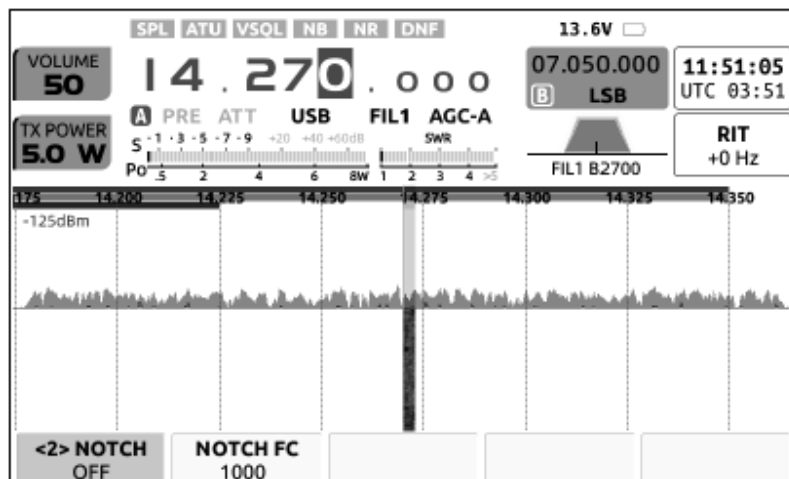 SPL ATU VSQL NB NR DNF 13.6V
VOLUME
50
14.270.000
07.050.000
B LSB
11:51:05
UTC 03:51
A PRE ATT USB FIL1 AGC-A
TX POWER
5.0 W
S -1 -3 -5 -7 -9 +20 +40 +60dB SWR
Po .5 2 4 6 8W 1 2 3 4 >5
FIL1 B2700
RIT
+0 Hz
175 14.200 14.225 14.250 14.275 14.300 14.325 14.350
-125dBm
<2> NOTCH
OFF
NOTCH FC
1000